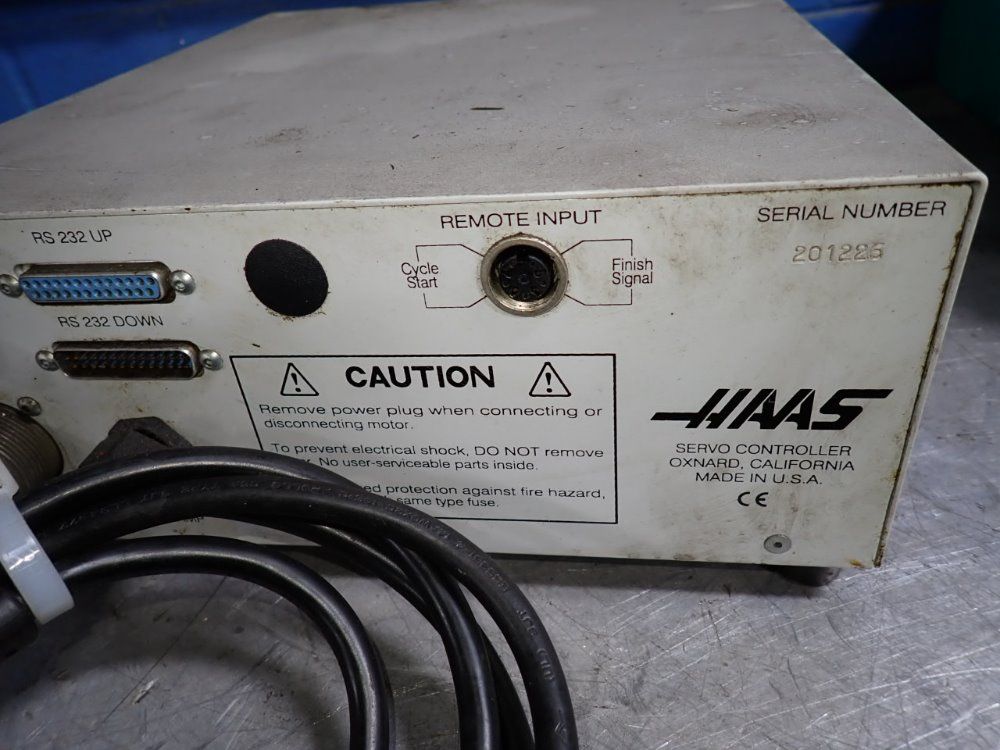 RS 232 UP
RS 232 DOWN
REMOTE INPUT
Cycle
Start
Finish
Signal
SERIAL NUMBER
201225
CAUTION
Remove power plug when connecting or
disconnecting motor.
To prevent electrical shock, DO NOT remove
No user-serviceable parts inside.
protection against fire hazard,
same type fuse.
HAAS
SERVO CONTROLLER
OXNARD, CALIFORNIA
MADE IN U.S.A.
CE